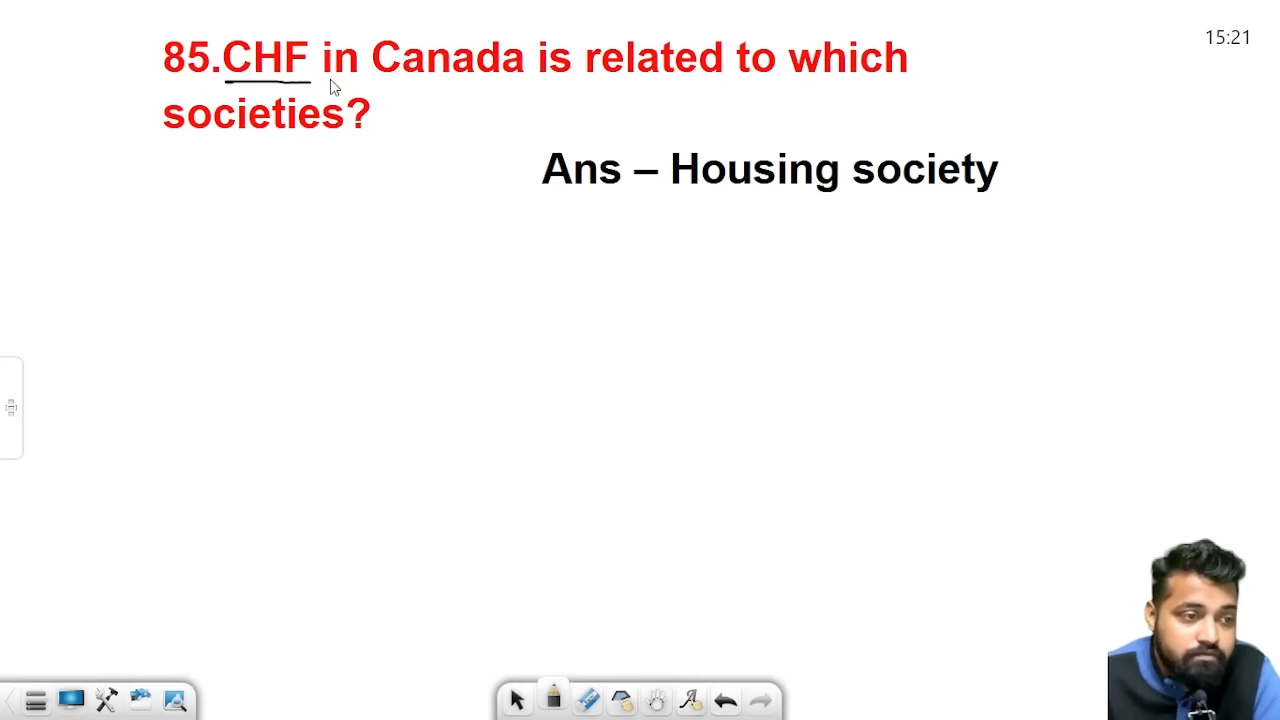 15:21
85.CHF in Canada is related to which
societies?
Ans – Housing society